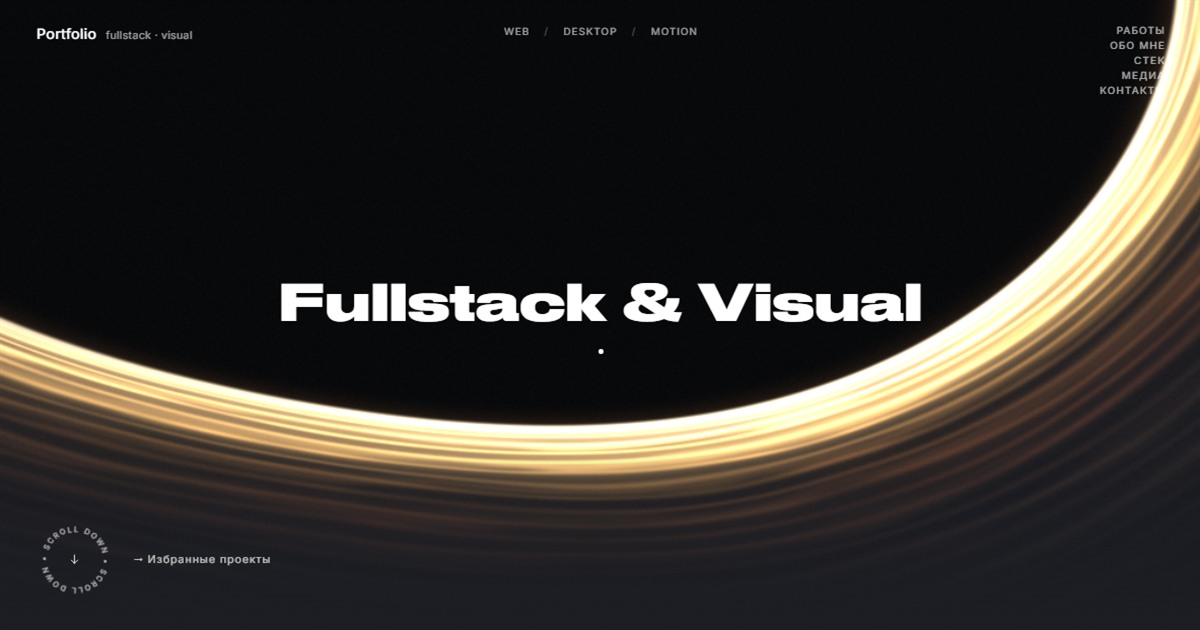 Portfolio fullstack · visual
WEB / DESKTOP / MOTION
РАБОТЫ
ОБО МНЕ
СТЕК
МЕДИА
КОНТАКТЫ
Fullstack & Visual
SCROLL DOWN • SCROLL DOWN •
↓
→ Избранные проекты